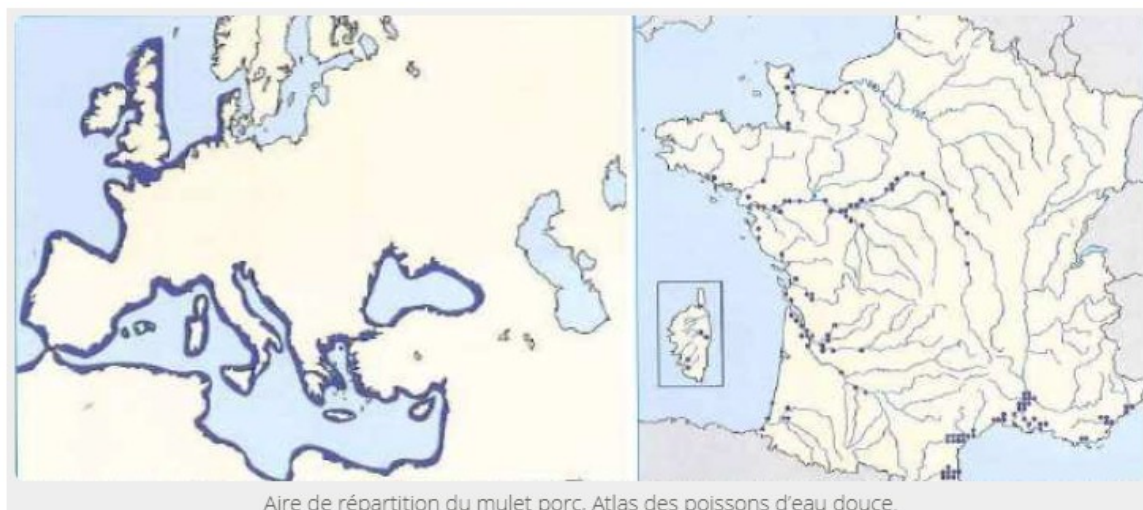 Aire de répartition du mulet porc. Atlas des poissons d'eau douce.